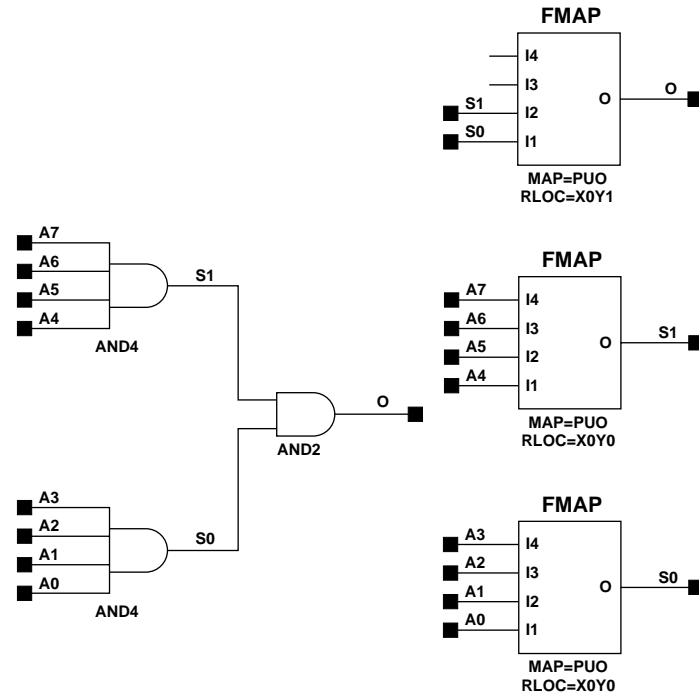 A7
A6
A5
A4
AND4
S1
A3
A2
A1
A0
AND4
S0
AND2
O
FMAP
I4
I3
S1 I2
S0 I1
O O
MAP=PUO
RLOC=X0Y1
FMAP
A7 I4
A6 I3
A5 I2
A4 I1
O S1
MAP=PUO
RLOC=X0Y0
FMAP
A3 I4
A2 I3
A1 I2
A0 I1
O S0
MAP=PUO
RLOC=X0Y0